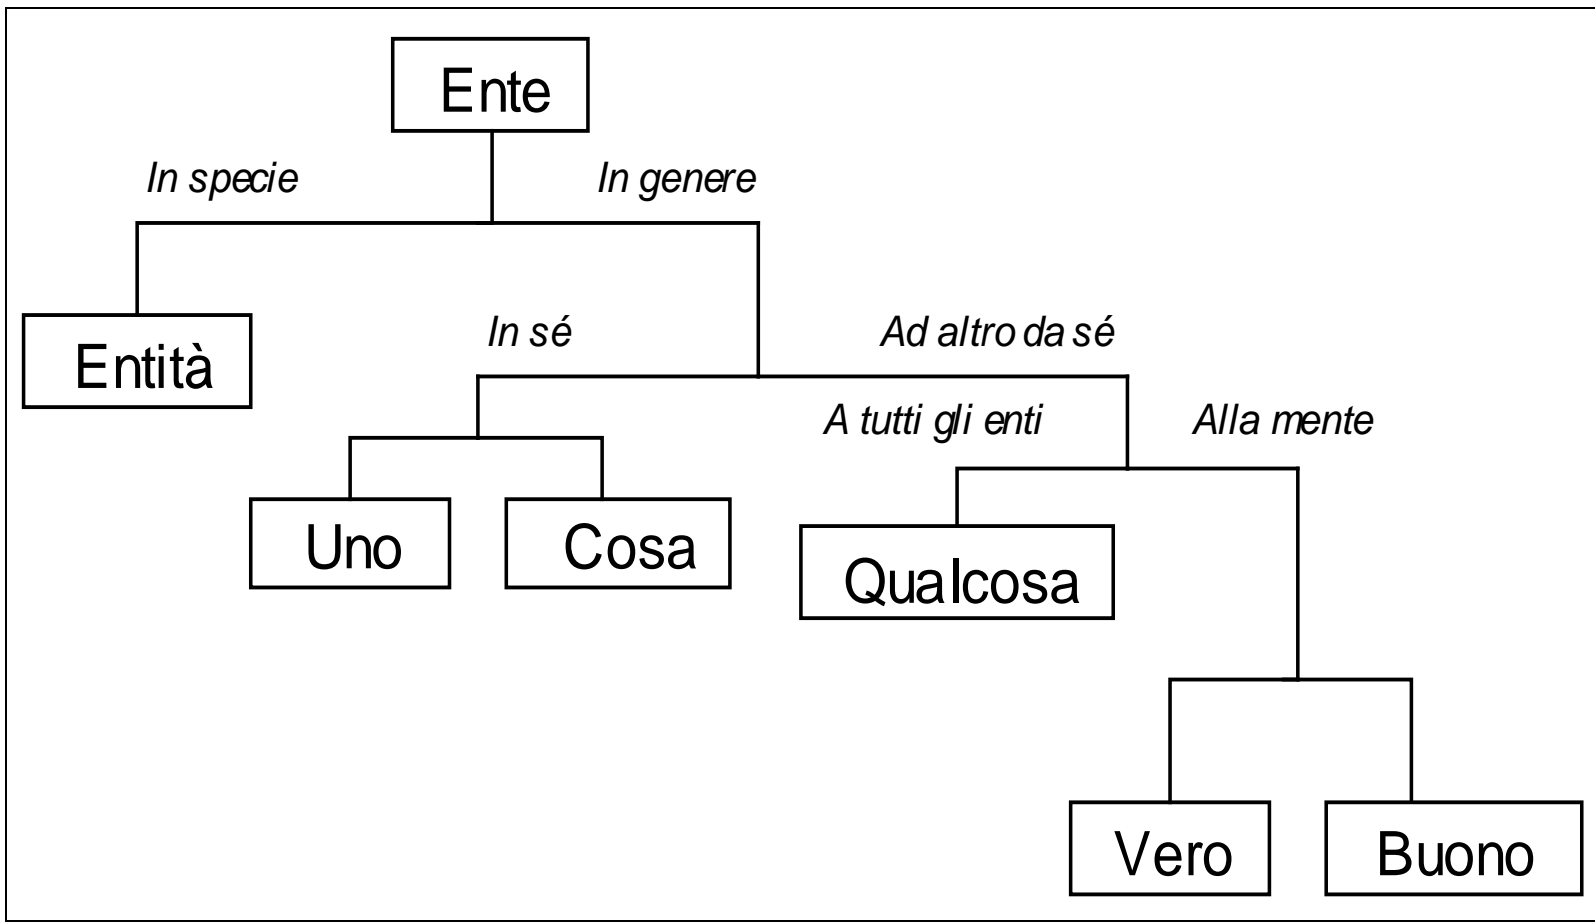 Ente
In specie
In genere
Entità
In sé
Ad altro da sé
A tutti gli enti
Alla mente
Uno
Cosa
Qualcosa
Vero
Buono